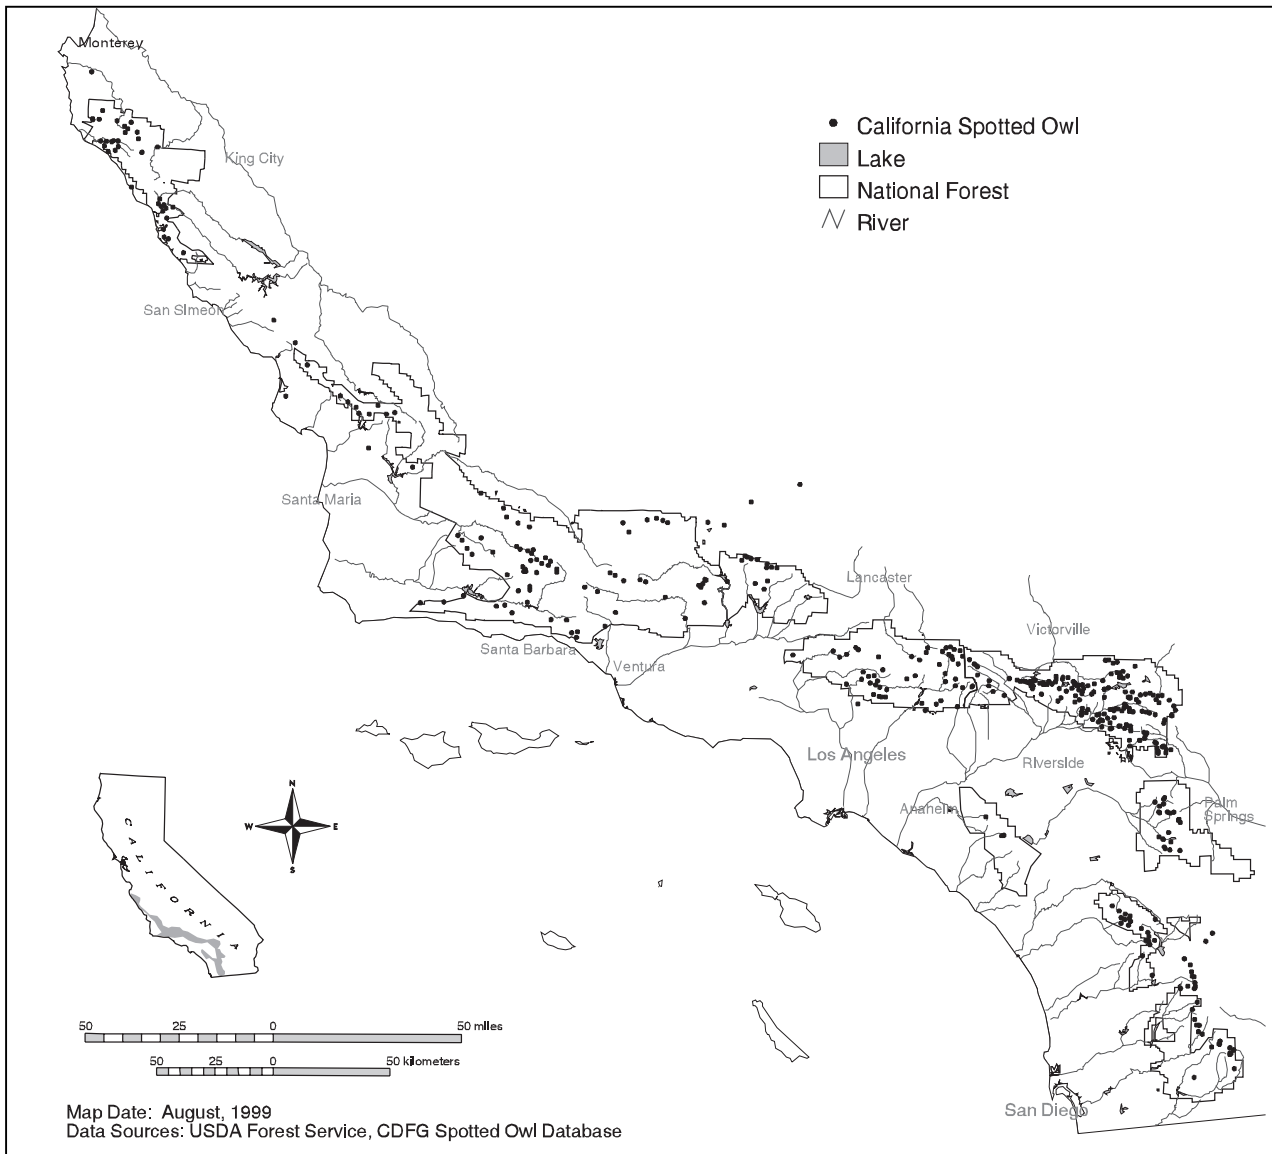 Monterey
King City
San Simeon
Santa Maria
Santa Barbara
Ventura
Lancaster
Victorville
Los Angeles
Riverside
Anaheim
Palm
Springs
San Diego
California Spotted Owl
Lake
National Forest
River
N
W
E
S
CALIFORNIA
50 25 0 50 miles
50 25 0 50 kilometers
Map Date: August, 1999
Data Sources: USDA Forest Service, CDFG Spotted Owl Database